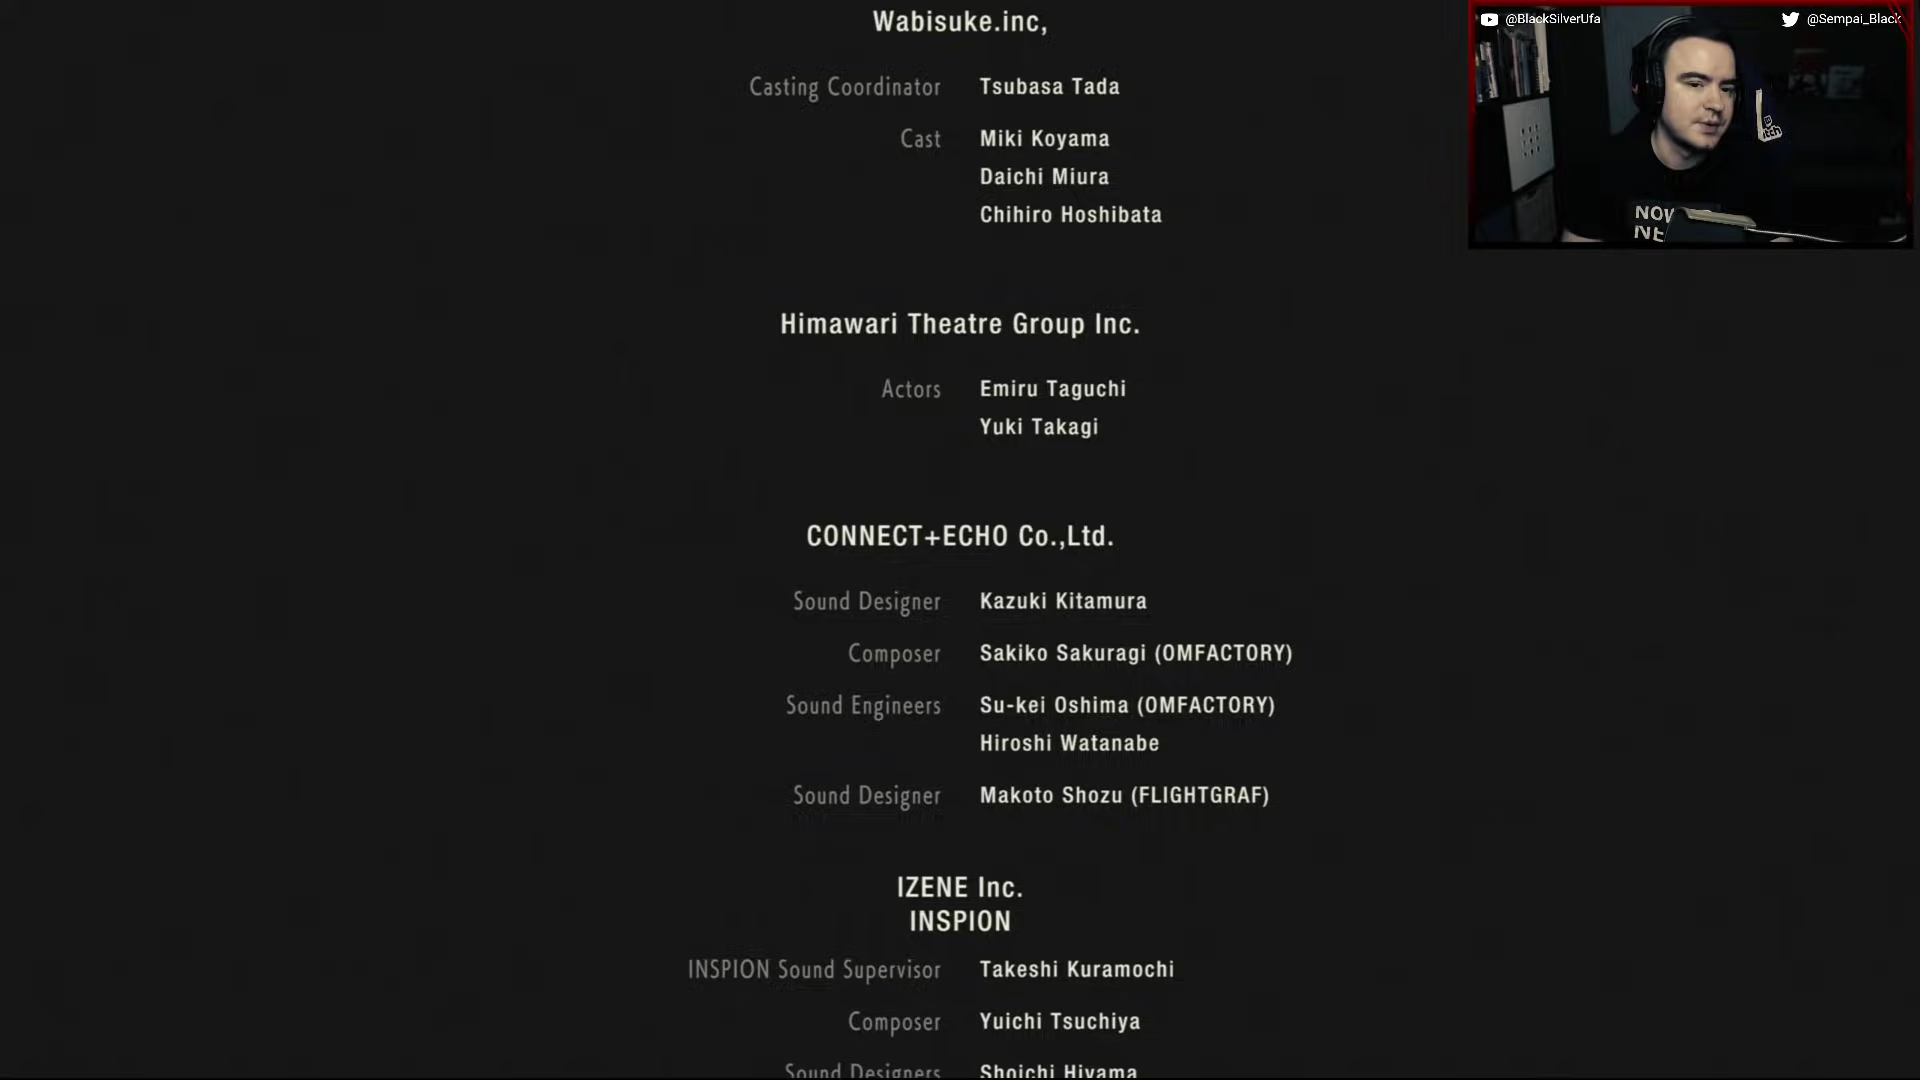 Wabisuke.inc,
Casting Coordinator Tsubasa Tada
Cast Miki Koyama
Daichi Miura
Chihiro Hoshibata
Himawari Theatre Group Inc.
Actors Emiru Taguchi
Yuki Takagi
CONNECT+ECHO Co.,Ltd.
Sound Designer Kazuki Kitamura
Composer Sakiko Sakuragi (OMFACTORY)
Sound Engineers Su-kei Oshima (OMFACTORY)
Hiroshi Watanabe
Sound Designer Makoto Shozu (FLIGHTGRAF)
IZENE Inc.
INSPION
INSPION Sound Supervisor Takeshi Kuramochi
Composer Yuichi Tsuchiya
Sound Designers Shoichi Hiyama
@BlackSilverUfa
@Sempai_Black